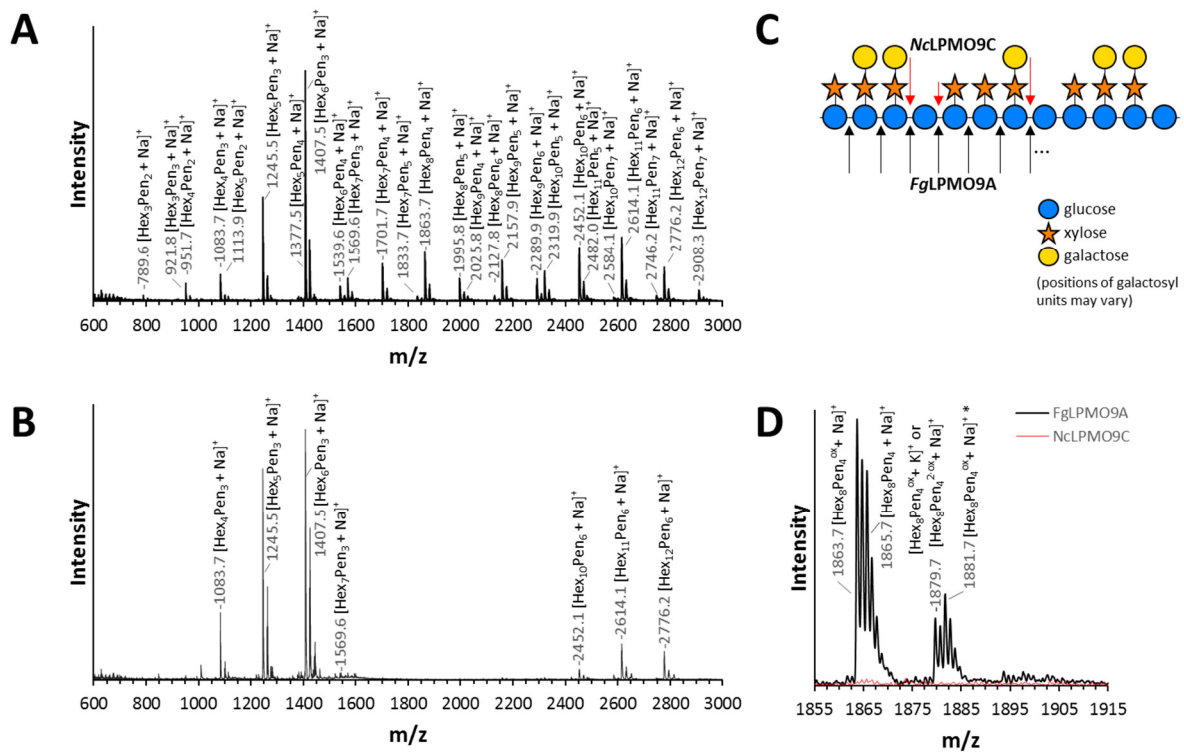 A
Intensity
-789.6 [Hex3Pen2 + Na]+
921.8 [Hex3Pen3 + Na]+
-951.7 [Hex4Pen2 + Na]+
-1083.7 [Hex4Pen3 + Na]+
1113.9 [Hex5Pen2 + Na]+
1245.5 [Hex5Pen3 + Na]+
1377.5 [Hex5Pen4 + Na]+
1407.5 [Hex6Pen3 + Na]+
-1539.6 [Hex6Pen4 + Na]+
-1569.6 [Hex7Pen3 + Na]+
-1701.7 [Hex7Pen4 + Na]+
1833.7 [Hex7Pen5 + Na]+
-1863.7 [Hex8Pen4 + Na]+
-1995.8 [Hex8Pen5 + Na]+
2025.8 [Hex9Pen4 + Na]+
-2127.8 [Hex8Pen6 + Na]+
-2157.9 [Hex9Pen5 + Na]+
-2289.9 [Hex9Pen6 + Na]+
-2319.9 [Hex10Pen5 + Na]+
-2452.1 [Hex10Pen6 + Na]+
2482.0 [Hex11Pen5 + Na]+
2584.1 [Hex10Pen7 + Na]+
-2614.1 [Hex11Pen6 + Na]+
2746.2 [Hex11Pen7 + Na]+
-2776.2 [Hex12Pen6 + Na]+
-2908.3 [Hex12Pen7 + Na]+
600 800 1000 1200 1400 1600 1800 2000 2200 2400 2600 2800 3000
m/z
B
Intensity
-1083.7 [Hex4Pen3 + Na]+
1245.5 [Hex5Pen3 + Na]+
1407.5 [Hex6Pen3 + Na]+
1569.6 [Hex7Pen3 + Na]+
-2452.1 [Hex10Pen6 + Na]+
-2614.1 [Hex11Pen6 + Na]+
-2776.2 [Hex12Pen6 + Na]+
600 800 1000 1200 1400 1600 1800 2000 2200 2400 2600 2800 3000
m/z
C
NcLPMO9C
...
FgLPMO9A
glucose
xylose
galactose
(positions of galactosyl
units may vary)
D
Intensity
FgLPMO9A
NcLPMO9C
1863.7 [Hex8Pen4ox+ Na]+
1865.7 [Hex8Pen4 + Na]+
[Hex8Pen4ox+ K]+ or
-1879.7 [Hex8Pen42-ox+ Na]+
1881.7 [Hex8Pen4ox+ Na]+ *
1855 1865 1875 1885 1895 1905 1915
m/z